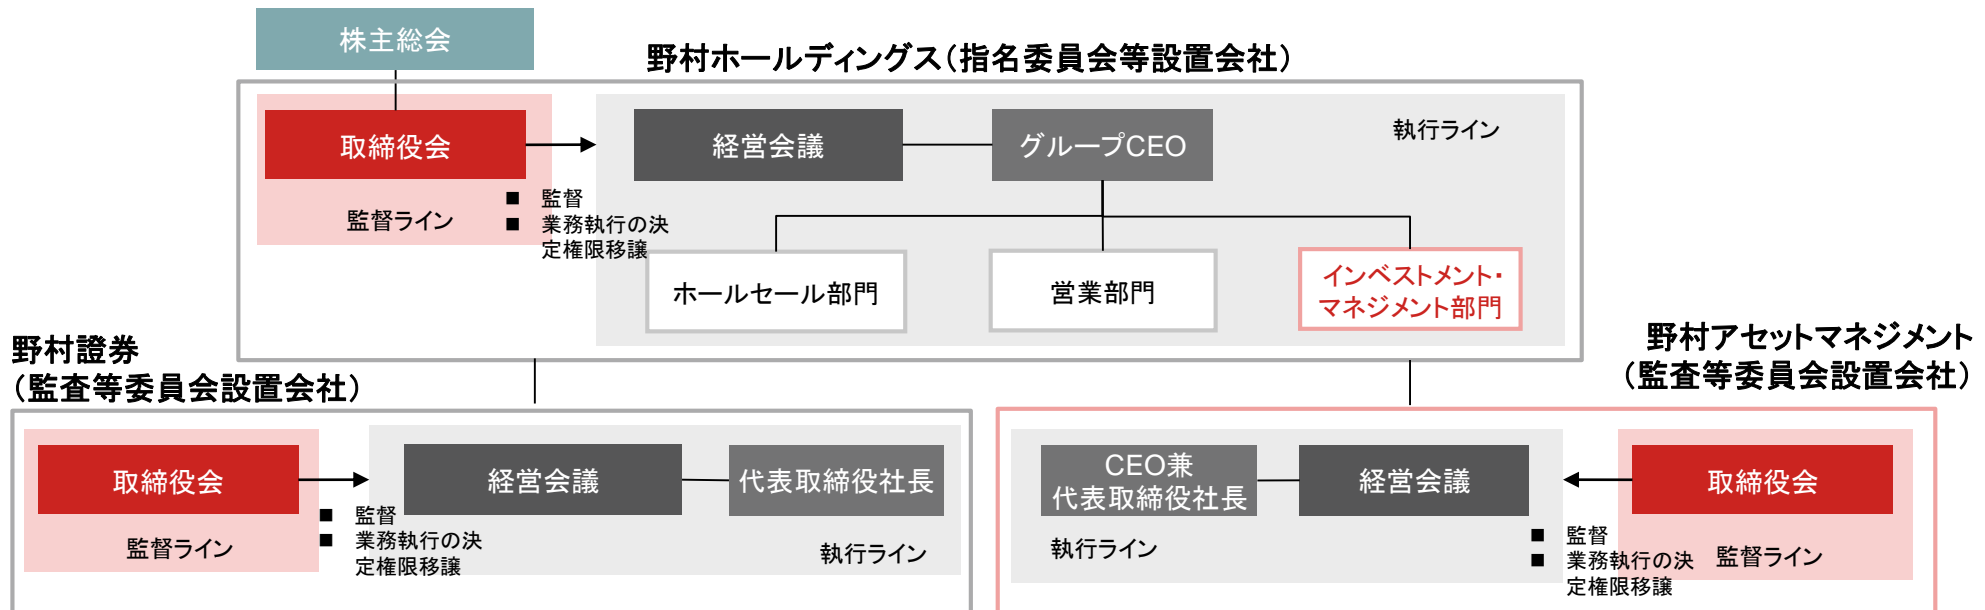 株主総会
野村ホールディングス（指名委員会等設置会社）
取締役会
監督ライン
■ 監督
■ 業務執行の決
定権限移譲
経営会議
グループCEO
執行ライン
ホールセール部門
営業部門
インベストメント・
マネジメント部門
野村證券
（監査等委員会設置会社）
取締役会
監督ライン
■ 監督
■ 業務執行の決
定権限移譲
経営会議
代表取締役社長
執行ライン
野村アセットマネジメント
（監査等委員会設置会社）
CEO兼
代表取締役社長
経営会議
執行ライン
■ 監督
■ 業務執行の決
定権限移譲
取締役会
監督ライン